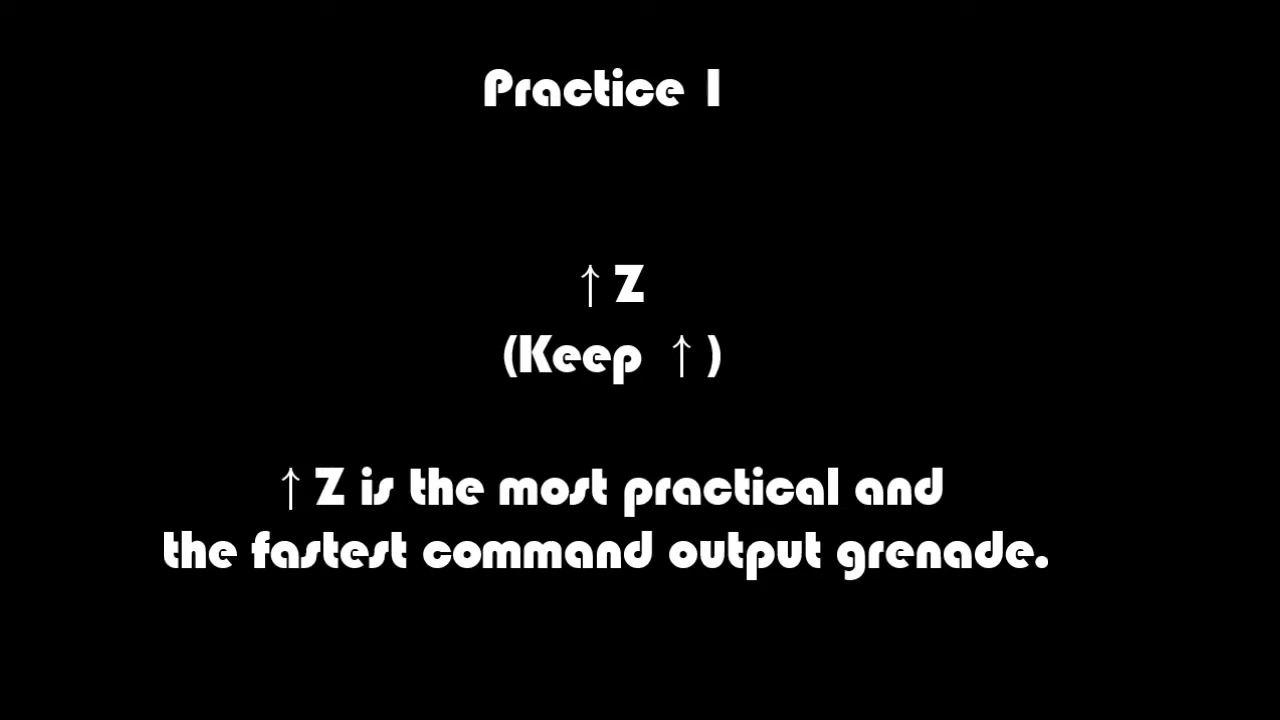 Practice 1
↑ Z
(Keep ↑ )
↑ Z is the most practical and
the fastest command output grenade.